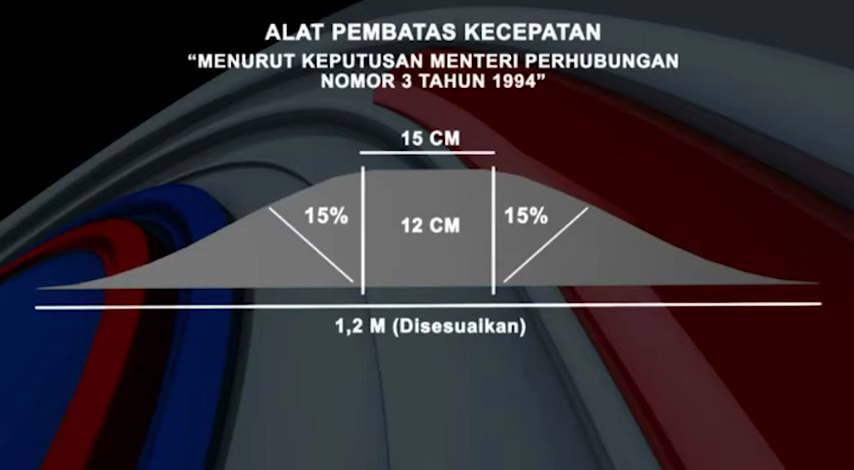 ALAT PEMBATAS KECEPATAN
“MENURUT KEPUTUSAN MENTERI PERHUBUNGAN
NOMOR 3 TAHUN 1994”
15 CM
15%
12 CM
15%
1,2 M (Disesuaikan)